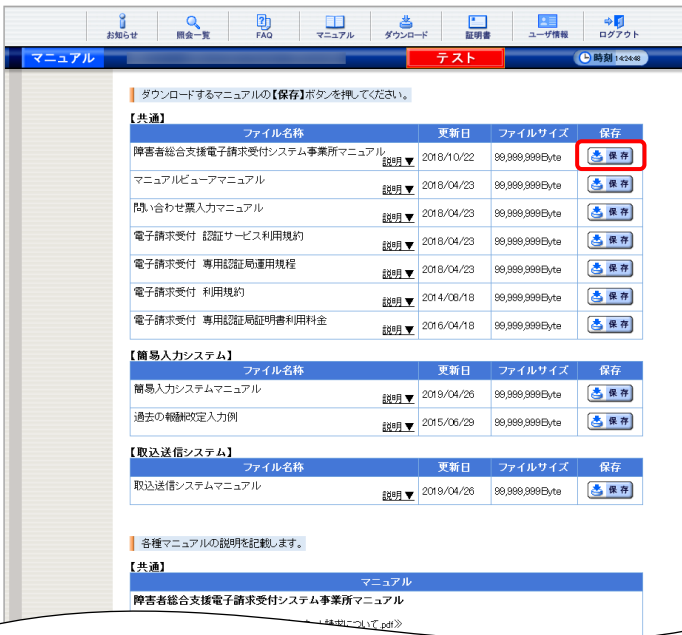 お知らせ 照会一覧 FAQ マニュアル ダウンロード 証明書 ユーザ情報 ログアウト
マニュアル テスト 時刻 14:24:48
ダウンロードするマニュアルの【保存】ボタンを押してください。
【共通】
ファイル名称 更新日 ファイルサイズ 保存
障害者総合支援電子請求受付システム事業所マニュアル 説明▼ 2018/10/22 99,999,999Byte 保存
マニュアルビューアマニュアル 説明▼ 2018/04/23 99,999,999Byte 保存
問い合わせ票入力マニュアル 説明▼ 2018/04/23 99,999,999Byte 保存
電子請求受付 認証サービス利用規約 説明▼ 2018/04/23 99,999,999Byte 保存
電子請求受付 専用認証局運用規程 説明▼ 2018/04/23 99,999,999Byte 保存
電子請求受付 利用規約 説明▼ 2014/08/18 99,999,999Byte 保存
電子請求受付 専用認証局証明書利用料金 説明▼ 2016/04/18 99,999,999Byte 保存
【簡易入力システム】
ファイル名称 更新日 ファイルサイズ 保存
簡易入力システムマニュアル 説明▼ 2019/04/26 99,999,999Byte 保存
過去の報酬改定入力例 説明▼ 2015/06/29 99,999,999Byte 保存
【取込送信システム】
ファイル名称 更新日 ファイルサイズ 保存
取込送信システムマニュアル 説明▼ 2019/04/26 99,999,999Byte 保存
各種マニュアルの説明を記載します。
【共通】
マニュアル
障害者総合支援電子請求受付システム事業所マニュアル
請求について.pdf》